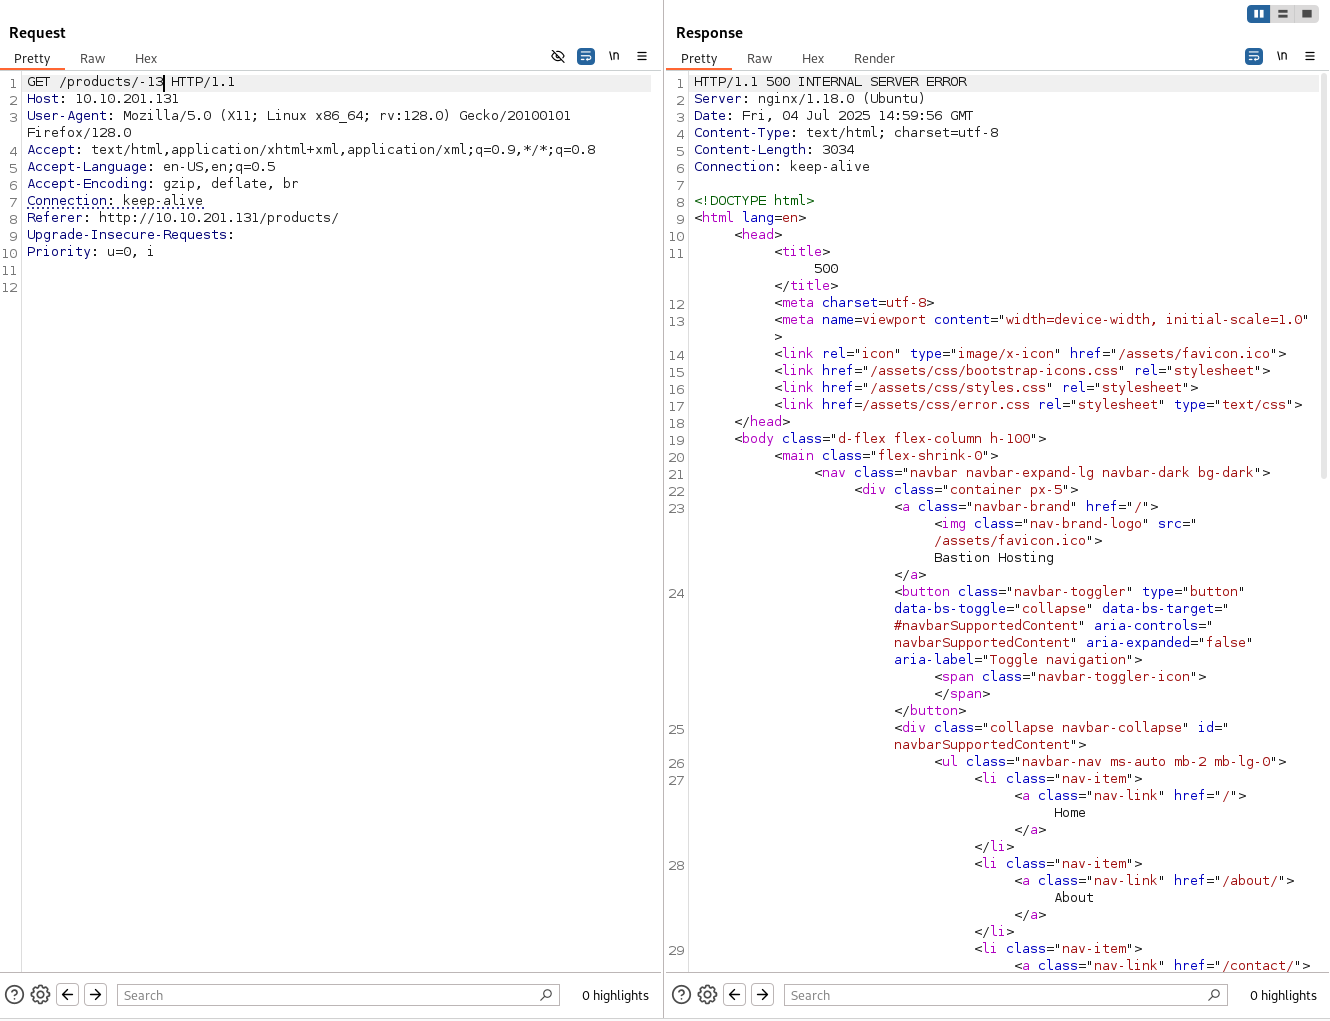 Request
Pretty Raw Hex \n
1 GET /products/-13 HTTP/1.1
2 Host: 10.10.201.131
3 User-Agent: Mozilla/5.0 (X11; Linux x86_64; rv:128.0) Gecko/20100101
Firefox/128.0
4 Accept: text/html,application/xhtml+xml,application/xml;q=0.9,*/*;q=0.8
5 Accept-Language: en-US,en;q=0.5
6 Accept-Encoding: gzip, deflate, br
7 Connection: keep-alive
8 Referer: http://10.10.201.131/products/
9 Upgrade-Insecure-Requests:
10 Priority: u=0, i
11
12
Search
0 highlights
Response
Pretty Raw Hex Render \n
1 HTTP/1.1 500 INTERNAL SERVER ERROR
2 Server: nginx/1.18.0 (Ubuntu)
3 Date: Fri, 04 Jul 2025 14:59:56 GMT
4 Content-Type: text/html; charset=utf-8
5 Content-Length: 3034
6 Connection: keep-alive
7
8 <!DOCTYPE html>
9 <html lang=en>
10 <head>
11 <title>
500
</title>
12 <meta charset=utf-8>
13 <meta name=viewport content="width=device-width, initial-scale=1.0"
>
14 <link rel="icon" type="image/x-icon" href="/assets/favicon.ico">
15 <link href="/assets/css/bootstrap-icons.css" rel="stylesheet">
16 <link href="/assets/css/styles.css" rel="stylesheet">
17 <link href=/assets/css/error.css rel="stylesheet" type="text/css">
18 </head>
19 <body class="d-flex flex-column h-100">
20 <main class="flex-shrink-0">
21 <nav class="navbar navbar-expand-lg navbar-dark bg-dark">
22 <div class="container px-5">
23 <a class="navbar-brand" href="/">
<img class="nav-brand-logo" src="
/assets/favicon.ico">
Bastion Hosting
</a>
24 <button class="navbar-toggler" type="button"
data-bs-toggle="collapse" data-bs-target="
#navbarSupportedContent" aria-controls="
navbarSupportedContent" aria-expanded="false"
aria-label="Toggle navigation">
<span class="navbar-toggler-icon">
</span>
</button>
25 <div class="collapse navbar-collapse" id="
navbarSupportedContent">
26 <ul class="navbar-nav ms-auto mb-2 mb-lg-0">
27 <li class="nav-item">
<a class="nav-link" href="/">
Home
</a>
</li>
28 <li class="nav-item">
<a class="nav-link" href="/about/">
About
</a>
</li>
29 <li class="nav-item">
<a class="nav-link" href="/contact/">
Search
0 highlights